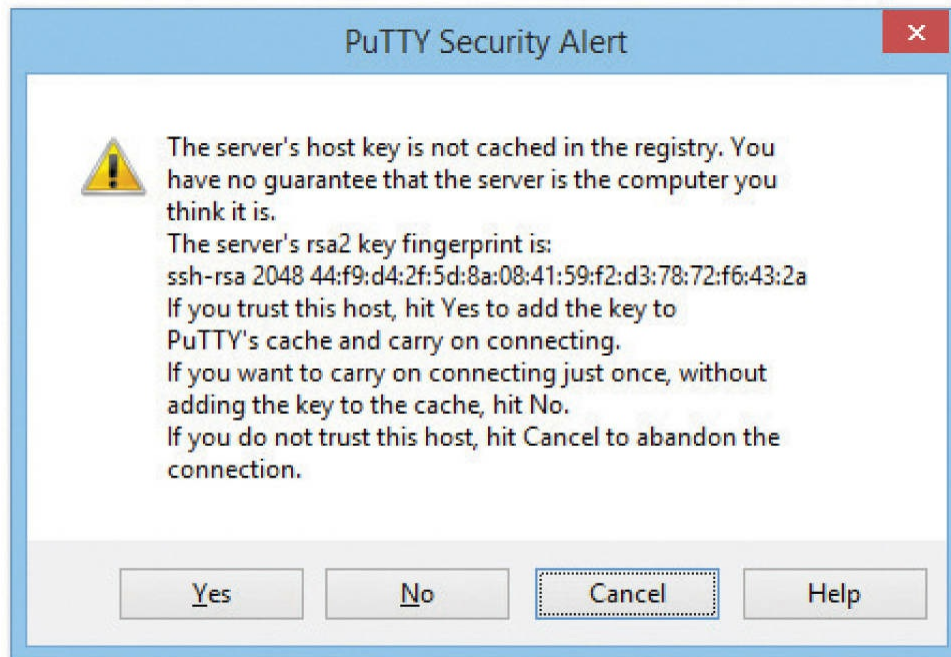 PuTTY Security Alert
The server's host key is not cached in the registry. You
have no guarantee that the server is the computer you
think it is.
The server's rsa2 key fingerprint is:
ssh-rsa 2048 44:f9:d4:2f:5d:8a:08:41:59:f2:d3:78:72:f6:43:2a
If you trust this host, hit Yes to add the key to
PuTTY's cache and carry on connecting.
If you want to carry on connecting just once, without
adding the key to the cache, hit No.
If you do not trust this host, hit Cancel to abandon the
connection.
Yes No Cancel Help